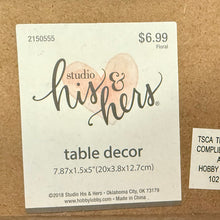 2150555
$6.99
Floral
studio
his & hers®
table decor
7.87x1.5x5"(20x3.8x12.7cm)
©2018 Studio His & Hers • Oklahoma City, OK 73179
www.hobbylobby.com • Made in China
TSCA TI
COMPLI
A
HOBBY
102